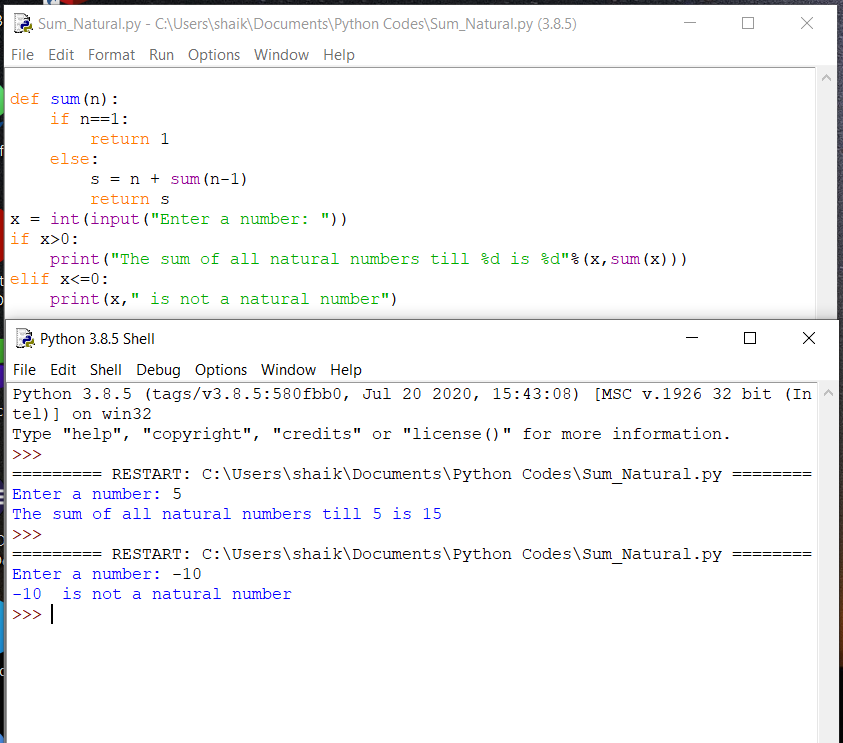 Sum_Natural.py - C:\Users\shaik\Documents\Python Codes\Sum_Natural.py (3.8.5)
File Edit Format Run Options Window Help
def sum(n):
    if n==1:
        return 1
    else:
        s = n + sum(n-1)
        return s
x = int(input("Enter a number: "))
if x>0:
    print("The sum of all natural numbers till %d is %d"%(x,sum(x)))
elif x<=0:
    print(x," is not a natural number")
Python 3.8.5 Shell
File Edit Shell Debug Options Window Help
Python 3.8.5 (tags/v3.8.5:580fbb0, Jul 20 2020, 15:43:08) [MSC v.1926 32 bit (In
tel)] on win32
Type "help", "copyright", "credits" or "license()" for more information.
>>>
========= RESTART: C:\Users\shaik\Documents\Python Codes\Sum_Natural.py ========
Enter a number: 5
The sum of all natural numbers till 5 is 15
>>>
========= RESTART: C:\Users\shaik\Documents\Python Codes\Sum_Natural.py ========
Enter a number: -10
-10  is not a natural number
>>>